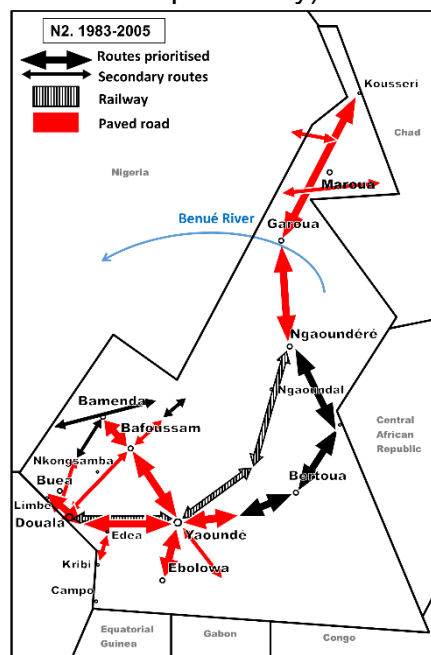 N2. 1983-2005
Routes prioritised
Secondary routes
Railway
Paved road
Kousseri
Chad
Nigeria
Maroua
Benué River
Garoua
Ngaoundéré
Ngaoundal
Bamenda
Bafoussam
Central
African
Republic
Nkongsamba
Bertoua
Buea
Limbe
Douala
Edea
Yaoundé
Kribi
Ebolowa
Campo
Equatorial
Guinea
Gabon
Congo